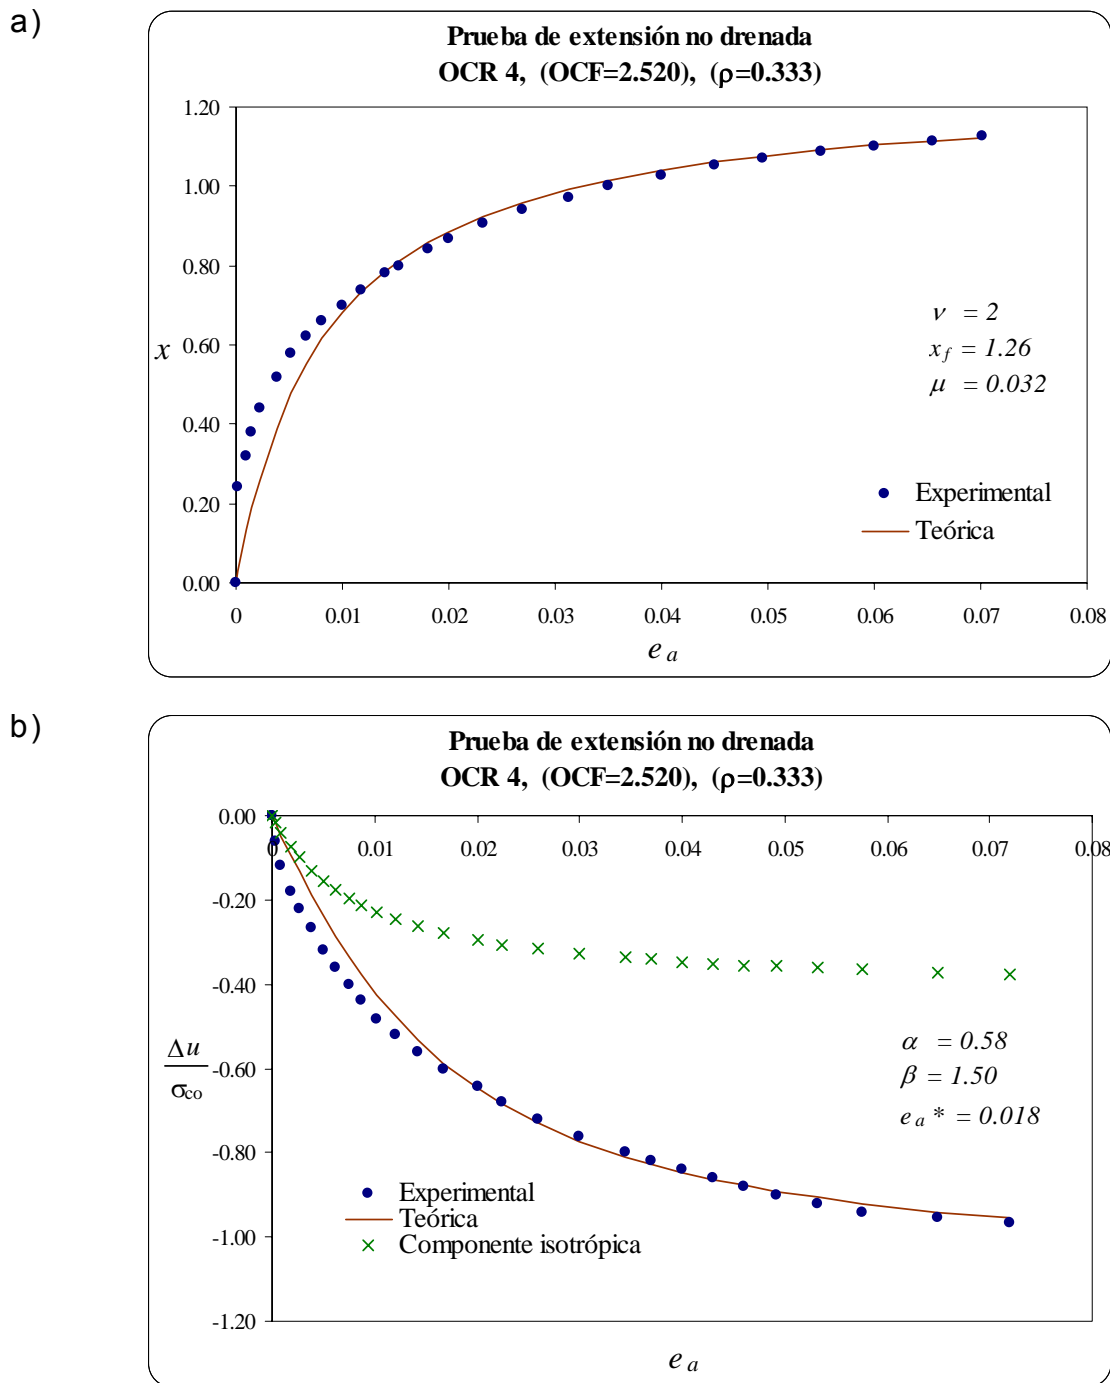 a)
Prueba de extensión no drenada
OCR 4, (OCF=2.520), (ρ=0.333)
1.20
1.00
0.80
0.60
0.40
0.20
0.00
x
ν = 2
x f = 1.26
μ = 0.032
Experimental
Teórica
0 0.01 0.02 0.03 0.04 0.05 0.06 0.07 0.08
e a
b)
Prueba de extensión no drenada
OCR 4, (OCF=2.520), (ρ=0.333)
0.00
0 0.01 0.02 0.03 0.04 0.05 0.06 0.07 0.08
-0.20
-0.40
-0.60
-0.80
-1.00
-1.20
Δu
σco
α = 0.58
β = 1.50
e a * = 0.018
Experimental
Teórica
Componente isotrópica
e a